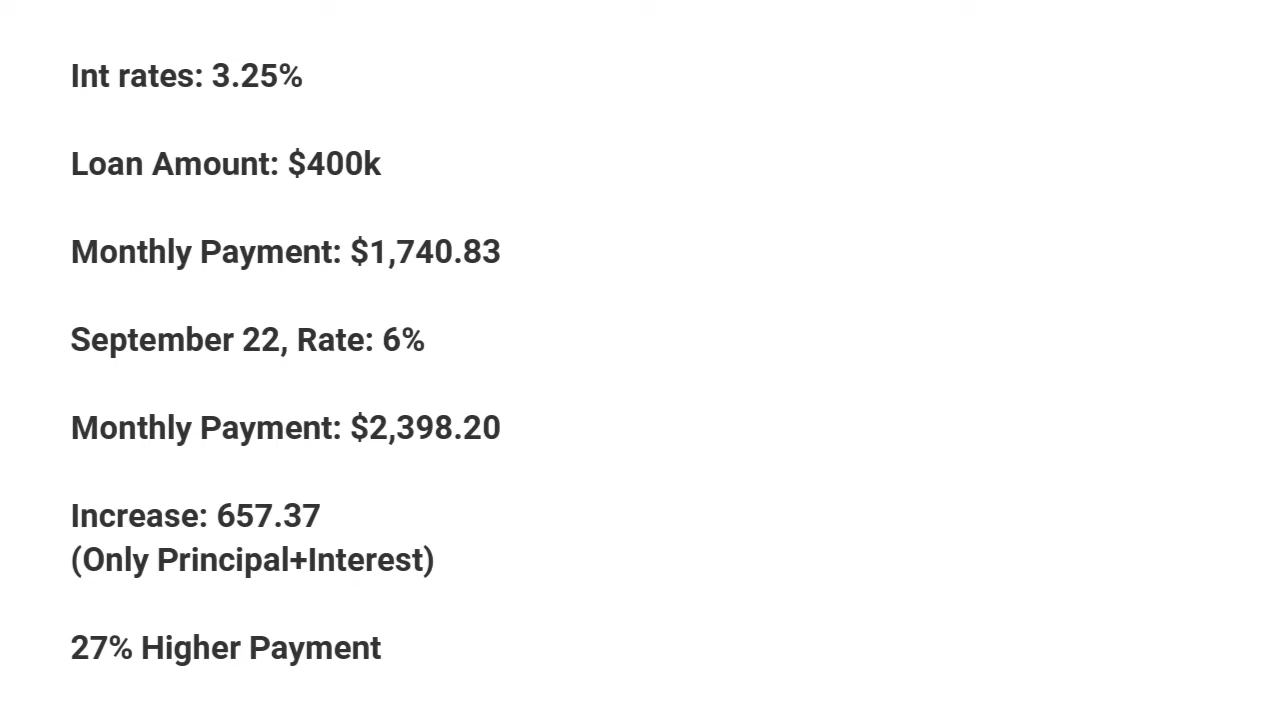 Int rates: 3.25%
Loan Amount: $400k
Monthly Payment: $1,740.83
September 22, Rate: 6%
Monthly Payment: $2,398.20
Increase: 657.37
(Only Principal+Interest)
27% Higher Payment